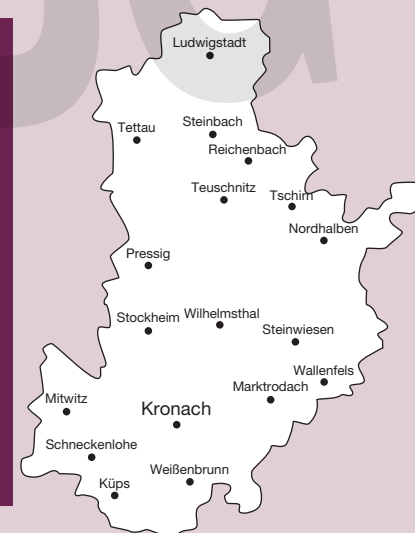 Ludwigstadt
Tettau
Steinbach
Reichenbach
Teuschnitz
Tschirn
Nordhalben
Pressig
Stockheim
Wilhelmsthal
Steinwiesen
Wallenfels
Marktrodach
Mitwitz
Kronach
Schneckenlohe
Weißenbrunn
Küps